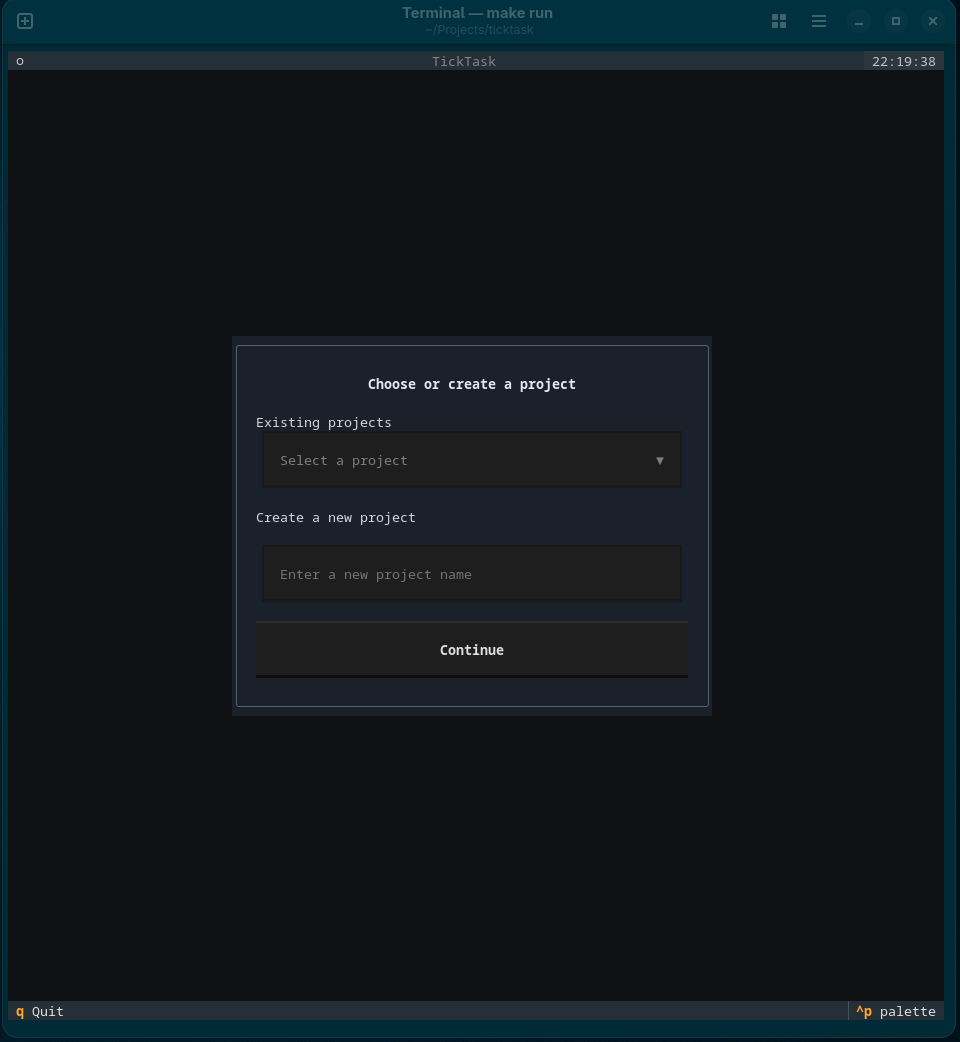 Terminal — make run
~/Projects/ticktask
o TickTask 22:19:38
Choose or create a project
Existing projects
Select a project ▼
Create a new project
Enter a new project name
Continue
q Quit ^p palette